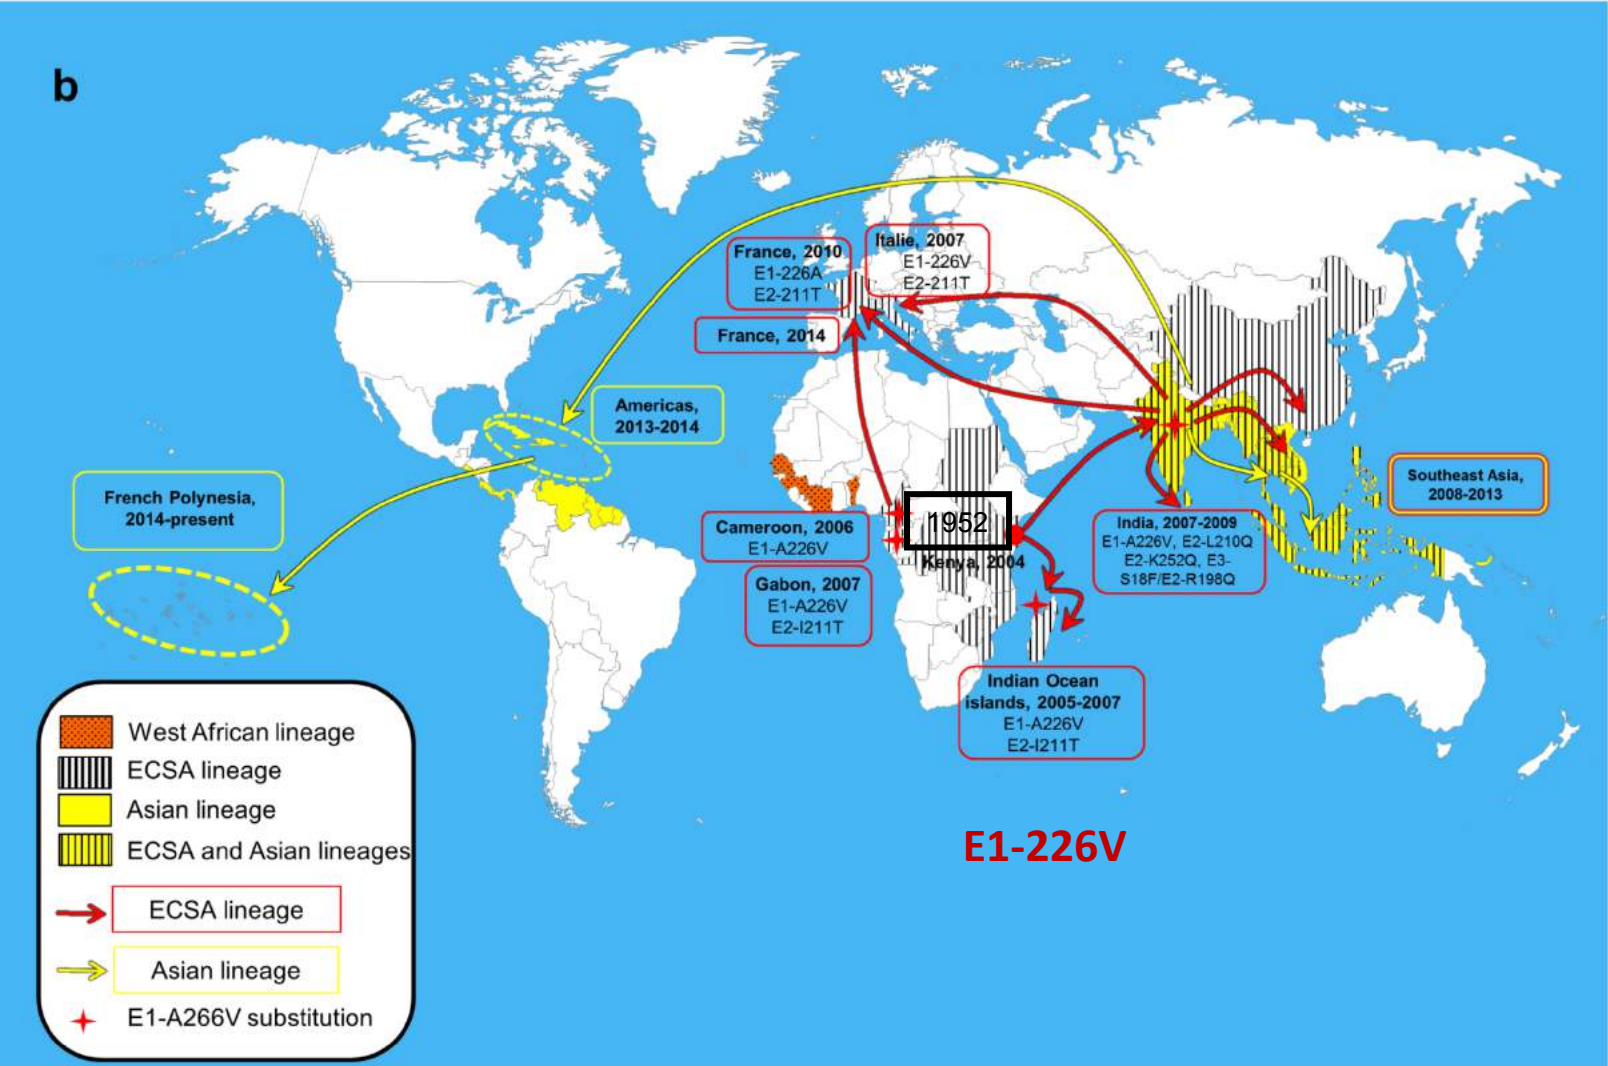 b
France, 2010
E1-226A
E2-211T
Italie, 2007
E1-226V
E2-211T
France, 2014
Americas,
2013-2014
French Polynesia,
2014-present
Southeast Asia,
2008-2013
Cameroon, 2006
E1-A226V
1952
Kenya, 2004
India, 2007-2009
E1-A226V, E2-L210Q
E2-K252Q, E3-
S18F/E2-R198Q
Gabon, 2007
E1-A226V
E2-I211T
Indian Ocean
islands, 2005-2007
E1-A226V
E2-I211T
E1-226V
West African lineage
ECSA lineage
Asian lineage
ECSA and Asian lineages
ECSA lineage
Asian lineage
E1-A266V substitution